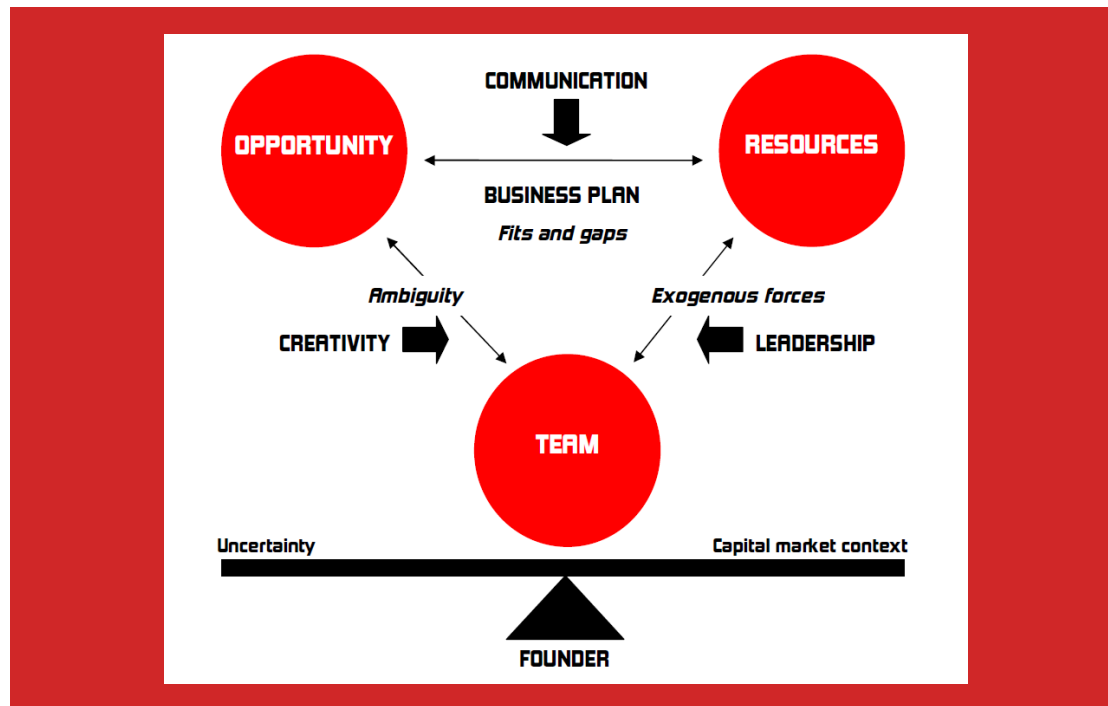 COMMUNICATION
OPPORTUNITY
RESOURCES
BUSINESS PLAN
Fits and gaps
Ambiguity
Exogenous forces
CREATIVITY
LEADERSHIP
TEAM
Uncertainty
Capital market context
FOUNDER